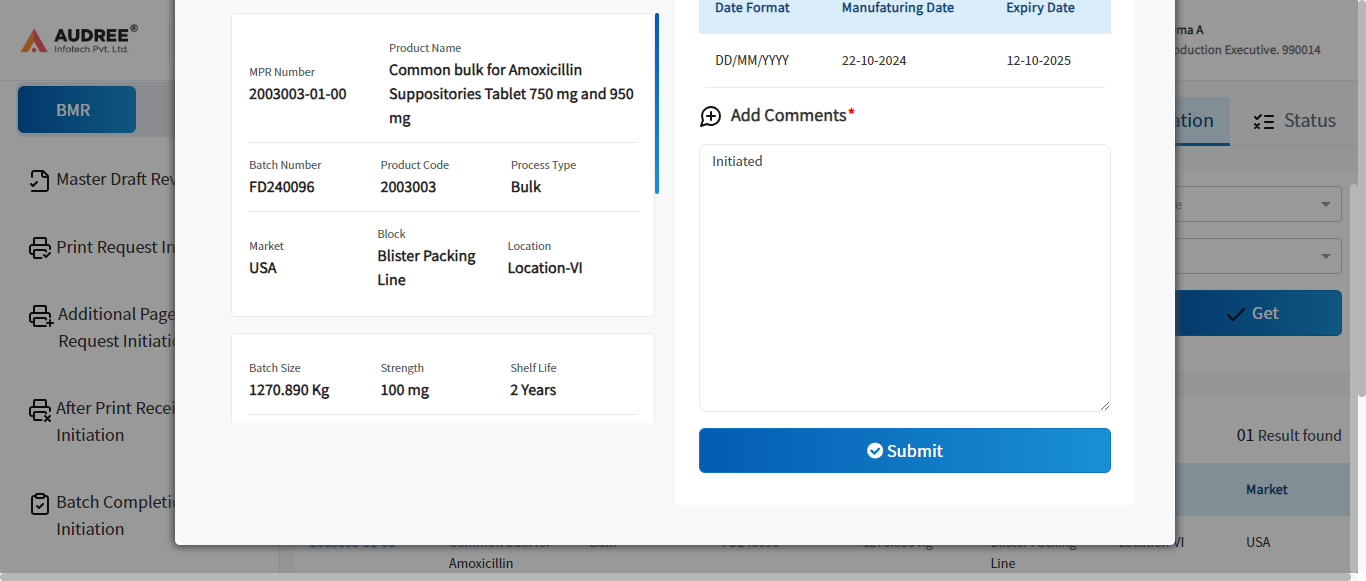 AUDREE®
Infotech Pvt. Ltd.
BMR
Master Draft Rev
Print Request In
Additional Page
Request Initiati
After Print Recei
Initiation
Batch Completi
Initiation
MPR Number
2003003-01-00
Product Name
Common bulk for Amoxicillin
Suppositories Tablet 750 mg and 950
mg
Batch Number
FD240096
Product Code
2003003
Process Type
Bulk
Market
USA
Block
Blister Packing
Line
Location
Location-VI
Batch Size
1270.890 Kg
Strength
100 mg
Shelf Life
2 Years
Date Format Manufaturing Date Expiry Date
DD/MM/YYYY 22-10-2024 12-10-2025
Add Comments*
Initiated
Submit
ma A
oduction Executive. 990014
ation
Status
e
Get
01 Result found
Market
USA
Amoxicillin
Line